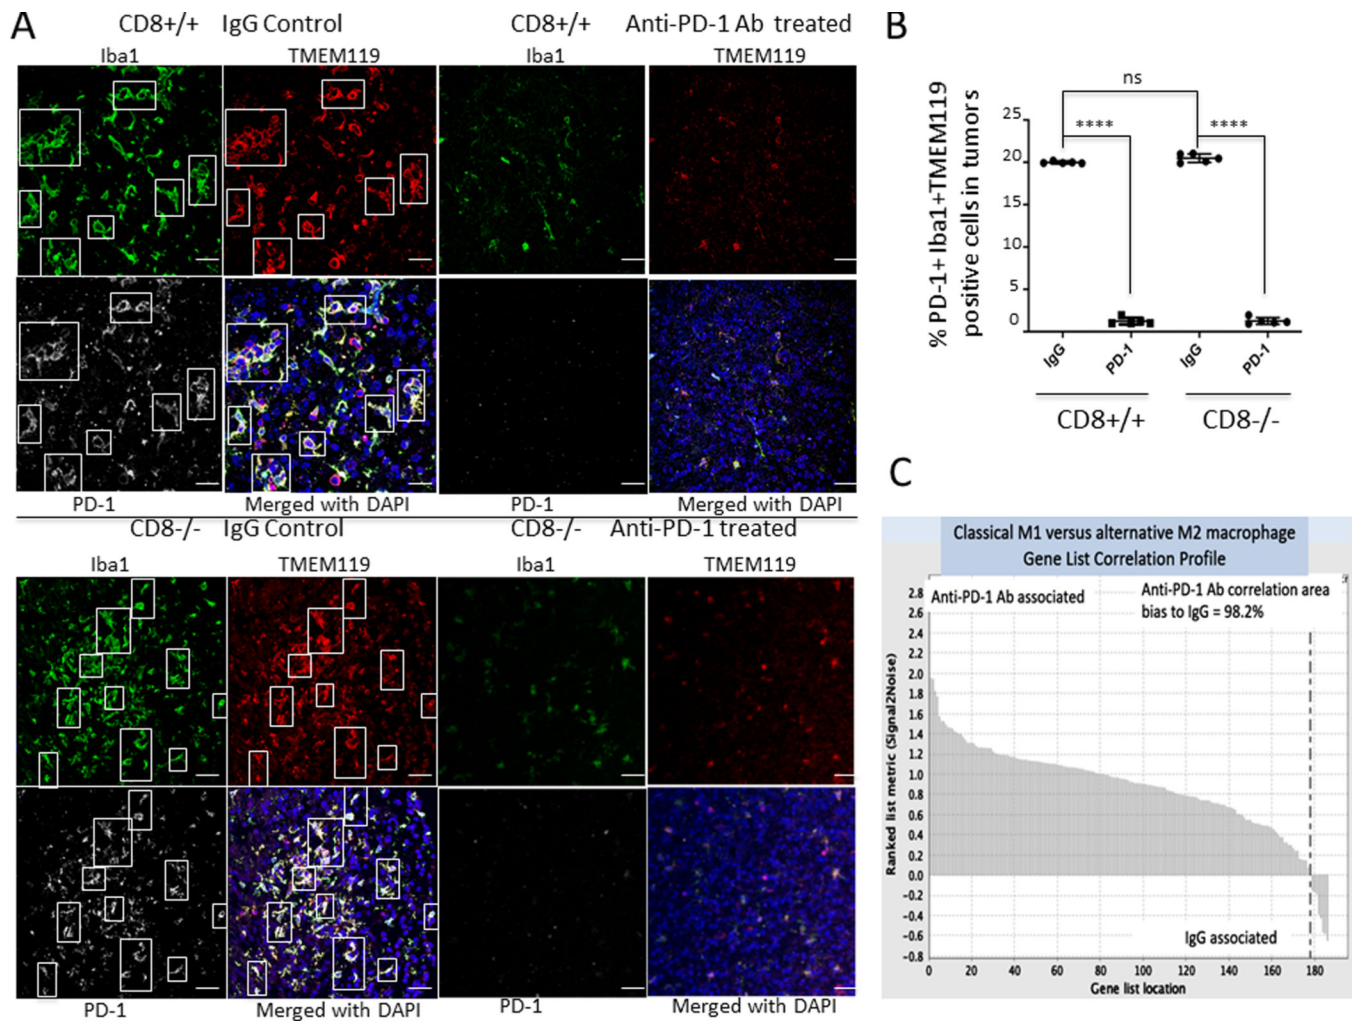 A
CD8+/+ IgG Control CD8+/+ Anti-PD-1 Ab treated
Iba1 TMEM119 Iba1 TMEM119
PD-1 Merged with DAPI PD-1 Merged with DAPI
CD8-/- IgG Control CD8-/- Anti-PD-1 treated
Iba1 TMEM119 Iba1 TMEM119
PD-1 Merged with DAPI PD-1 Merged with DAPI
B
% PD-1+ Iba1+TMEM119
positive cells in tumors
ns
**** ****
25
20
15
10
5
0
IgG PD-1 IgG PD-1
CD8+/+ CD8-/-
C
Classical M1 versus alternative M2 macrophage
Gene List Correlation Profile
Anti-PD-1 Ab associated
Anti-PD-1 Ab correlation area
bias to IgG = 98.2%
Ranked list metric (Signal2Noise)
2.8
2.6
2.4
2.2
2.0
1.8
1.6
1.4
1.2
1.0
0.8
0.6
0.4
0.2
0.0
-0.2
-0.4
-0.6
-0.8
IgG associated
0 20 40 60 80 100 120 140 160 180
Gene list location